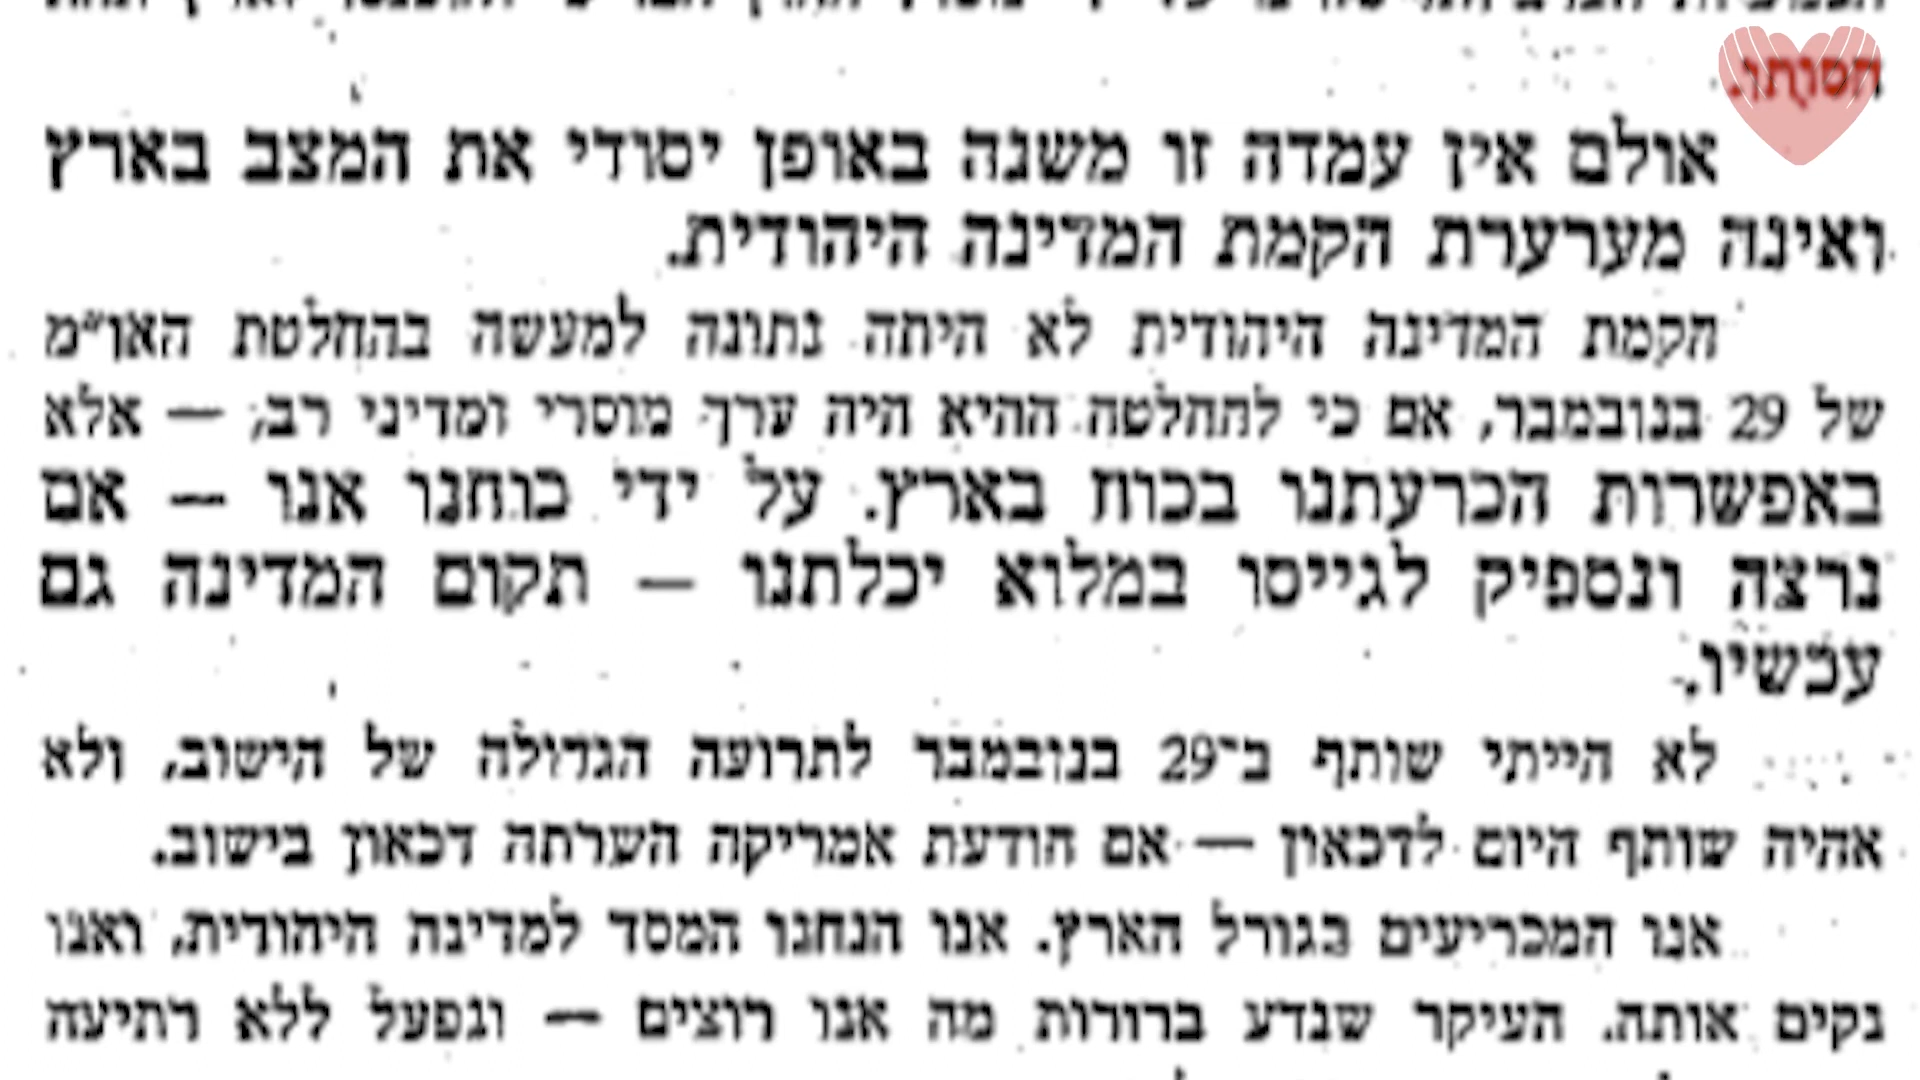 חסותו.
אולם אין עמדה זו משנה באופן יסודי את המצב בארץ
ואינה מערערת הקמת המדינה היהודית.
הקמת המדינה היהודית לא היתה נתונה למעשה בהחלטת האו״מ
של 29 בנובמבר, אם כי להחלטה ההיא היה ערך מוסרי ומדיני רב, — אלא
באפשרות הכרעתנו בכוח בארץ. על ידי כוחנו אנו — אם
נרצה ונספיק לגייסו במלוא יכלתנו — תקום המדינה גם
עכשיו.
לא הייתי שותף ב־29 בנובמבר לתרועה הגדולה של הישוב, ולא
אהיה שותף היום לדכאון — אם הודעת אמריקה השרתה דכאון בישוב.
אנו המכריעים בגורל הארץ. אנו הנחנו המסד למדינה היהודית, ואנו
נקים אותה. העיקר שנדע ברורות מה אנו רוצים — ונפעל ללא רתיעה